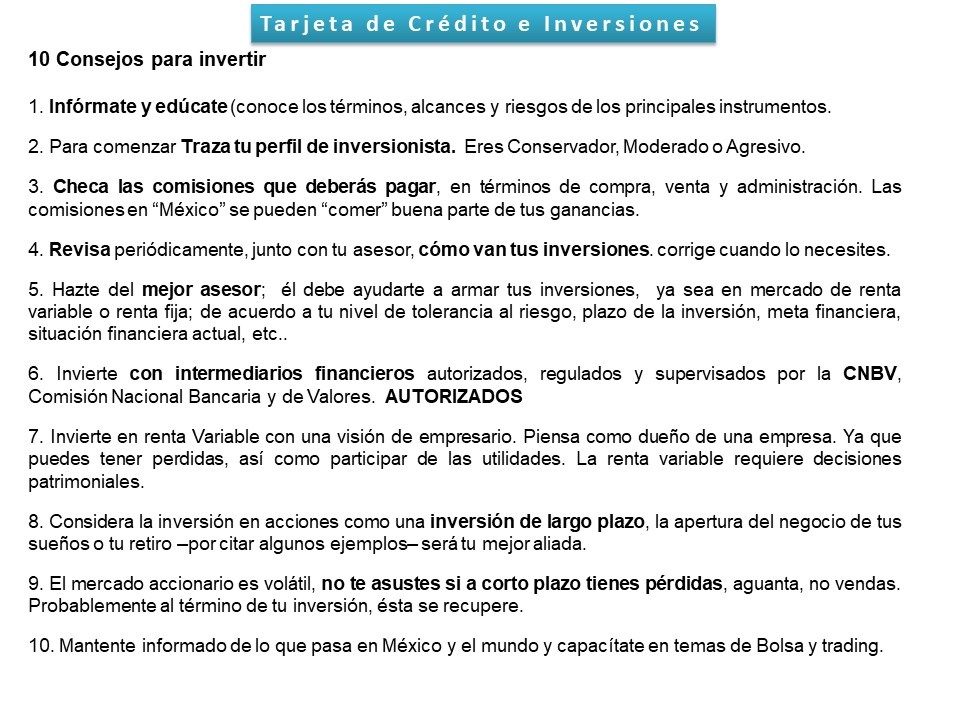 Tarjeta de Crédito e Inversiones
10 Consejos para invertir
1. Infórmate y edúcate (conoce los términos, alcances y riesgos de los principales instrumentos.
2. Para comenzar Traza tu perfil de inversionista. Eres Conservador, Moderado o Agresivo.
3. Checa las comisiones que deberás pagar, en términos de compra, venta y administración. Las
comisiones en “México” se pueden “comer” buena parte de tus ganancias.
4. Revisa periódicamente, junto con tu asesor, cómo van tus inversiones. corrige cuando lo necesites.
5. Hazte del mejor asesor; él debe ayudarte a armar tus inversiones, ya sea en mercado de renta
variable o renta fija; de acuerdo a tu nivel de tolerancia al riesgo, plazo de la inversión, meta financiera,
situación financiera actual, etc..
6. Invierte con intermediarios financieros autorizados, regulados y supervisados por la CNBV,
Comisión Nacional Bancaria y de Valores. AUTORIZADOS
7. Invierte en renta Variable con una visión de empresario. Piensa como dueño de una empresa. Ya que
puedes tener perdidas, así como participar de las utilidades. La renta variable requiere decisiones
patrimoniales.
8. Considera la inversión en acciones como una inversión de largo plazo, la apertura del negocio de tus
sueños o tu retiro –por citar algunos ejemplos– será tu mejor aliada.
9. El mercado accionario es volátil, no te asustes si a corto plazo tienes pérdidas, aguanta, no vendas.
Probablemente al término de tu inversión, ésta se recupere.
10. Mantente informado de lo que pasa en México y el mundo y capacítate en temas de Bolsa y trading.